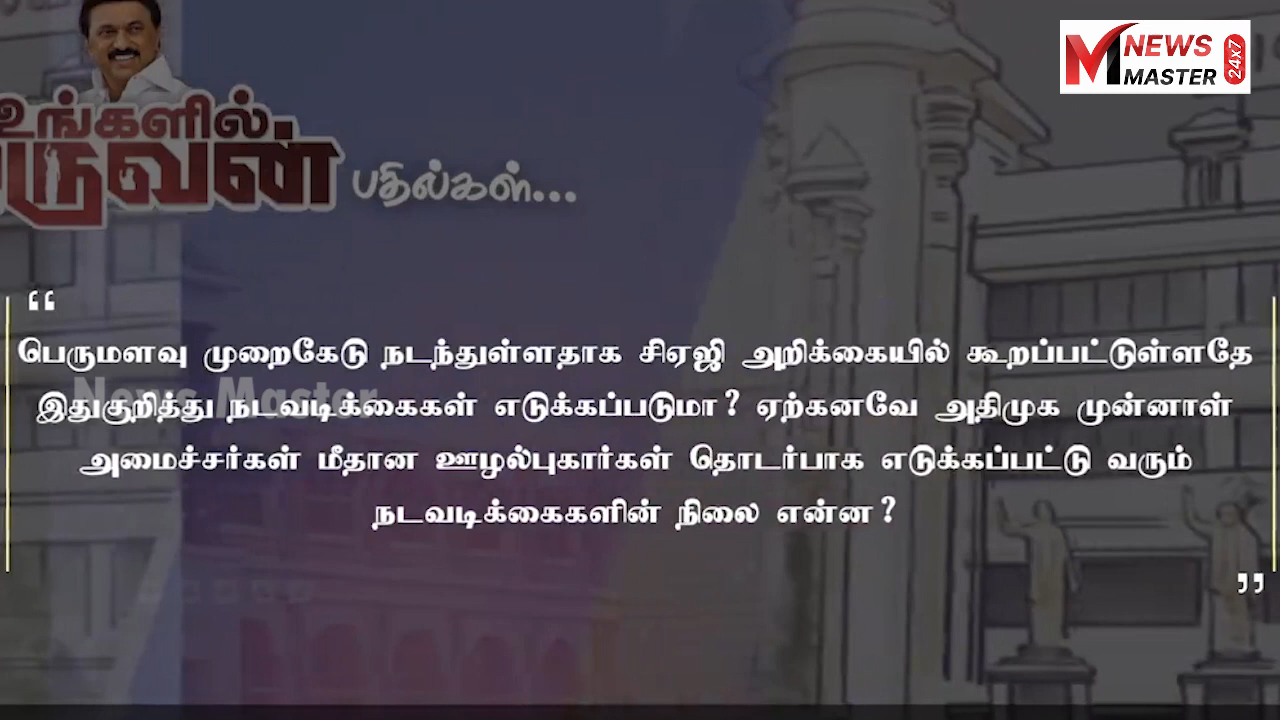 NEWS
MASTER
24x7
உங்களில்
ருவன்
பதில்கள்...
“
பெருமளவு முறைகேடு நடந்துள்ளதாக சிஏஜி அறிக்கையில் கூறப்பட்டுள்ளதே
இதுகுறித்து நடவடிக்கைகள் எடுக்கப்படுமா? ஏற்கனவே அதிமுக முன்னாள்
அமைச்சர்கள் மீதான ஊழல்புகார்கள் தொடர்பாக எடுக்கப்பட்டு வரும்
நடவடிக்கைகளின் நிலை என்ன?
”
News Master